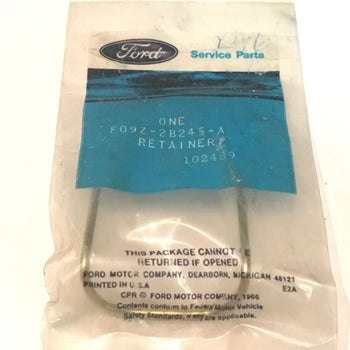 Ford
Service Parts
ONE
F09Z-2B245-A
RETAINER
102489
THIS PACKAGE CANNOT BE
RETURNED IF OPENED
FORD MOTOR COMPANY, DEARBORN, MICHIGAN 48121
PRINTED IN U.S.A
E2A
CPR © FORD MOTOR COMPANY, 1966
Contents conform to Federal Motor Vehicle
Safety Standards, if any are applicable.